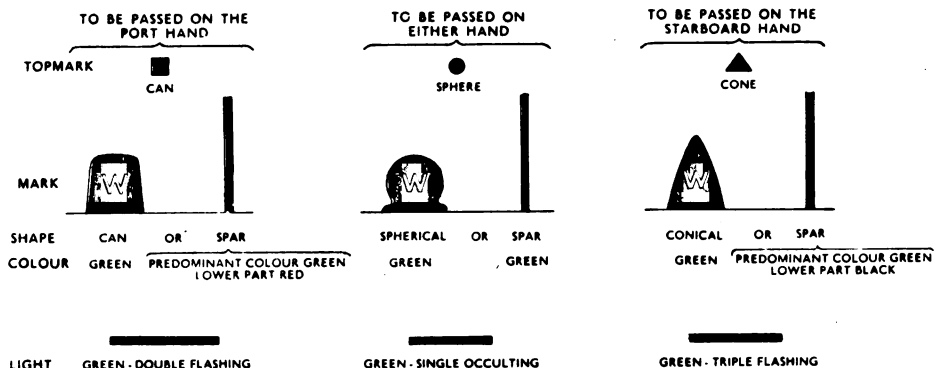 TO BE PASSED ON THE
PORT HAND
TO BE PASSED ON
EITHER HAND
TO BE PASSED ON THE
STARBOARD HAND
TOPMARK
CAN
SPHERE
CONE
MARK
W
W
W
SHAPE CAN OR SPAR SPHERICAL OR SPAR CONICAL OR SPAR
COLOUR GREEN PREDOMINANT COLOUR GREEN
LOWER PART RED
GREEN GREEN
GREEN PREDOMINANT COLOUR GREEN
LOWER PART BLACK
LIGHT GREEN - DOUBLE FLASHING GREEN - SINGLE OCCULTING GREEN - TRIPLE FLASHING